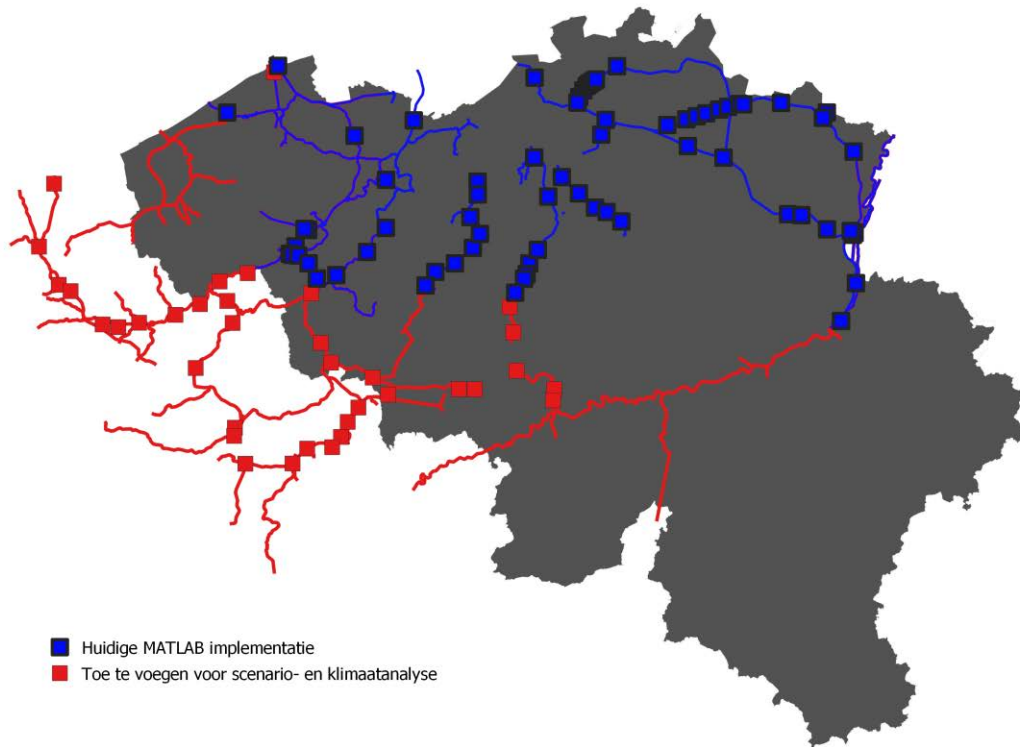 Huidige MATLAB implementatie
Toe te voegen voor scenario- en klimaatanalyse